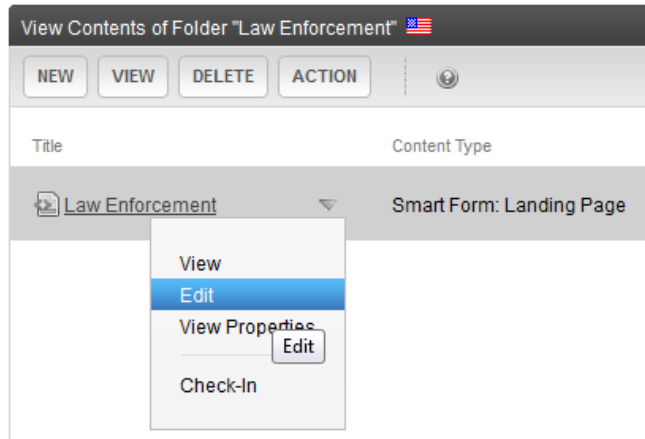 View Contents of Folder "Law Enforcement"
NEW VIEW DELETE ACTION
Title Content Type
Law Enforcement Smart Form: Landing Page
View
Edit
View Properties
Edit
Check-In